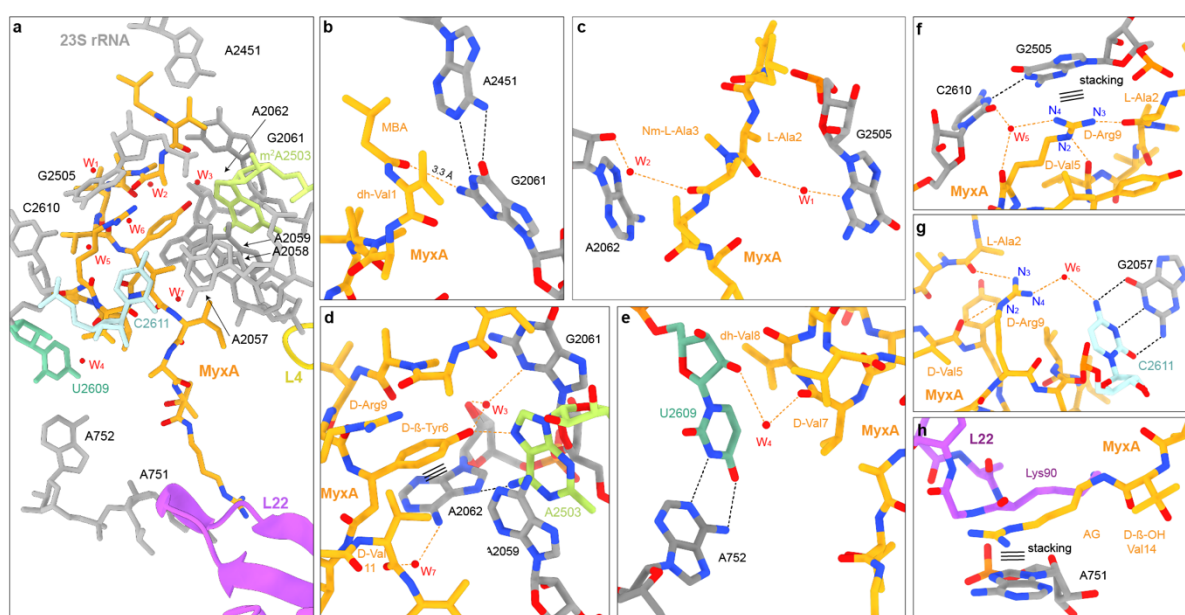 a
23S rRNA
A2451
A2062
G2061
m²A2503
W₁
W₃
G2505
W₂
C2610
W₆
A2059
A2058
W₅
W₇
C2611
A2057
L4
W₄
MyxA
U2609
A752
A751
L22
b
A2451
MBA
3.3 Å
dh-Val1
G2061
MyxA
c
Nm-L-Ala3
L-Ala2
G2505
W₂
W₁
A2062
MyxA
d
G2061
D-Arg9
W₃
D-ß-Tyr6
A2062
A2503
D-Val
11
A2059
W₇
e
dh-Val8
U2609
W₄
D-Val7
MyxA
A752
f
G2505
stacking
C2610
L-Ala2
N₄
N₃
W₅
D-Arg9
N₂
D-Val5
MyxA
g
L-Ala2
W₆
G2057
N₃
N₄
N₂
D-Arg9
D-Val5
MyxA
C2611
h
L22
MyxA
Lys90
AG
D-ß-OH
Val14
stacking
A751